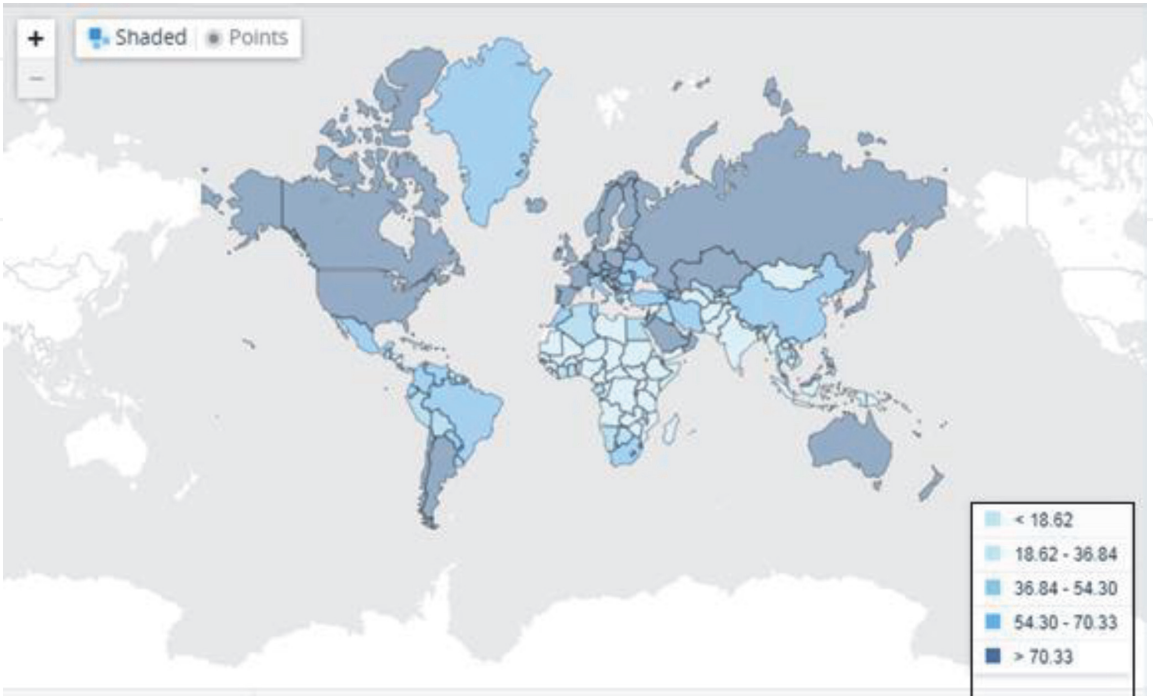 +
Shaded Points
−
< 18.62
18.62 - 36.84
36.84 - 54.30
54.30 - 70.33
> 70.33